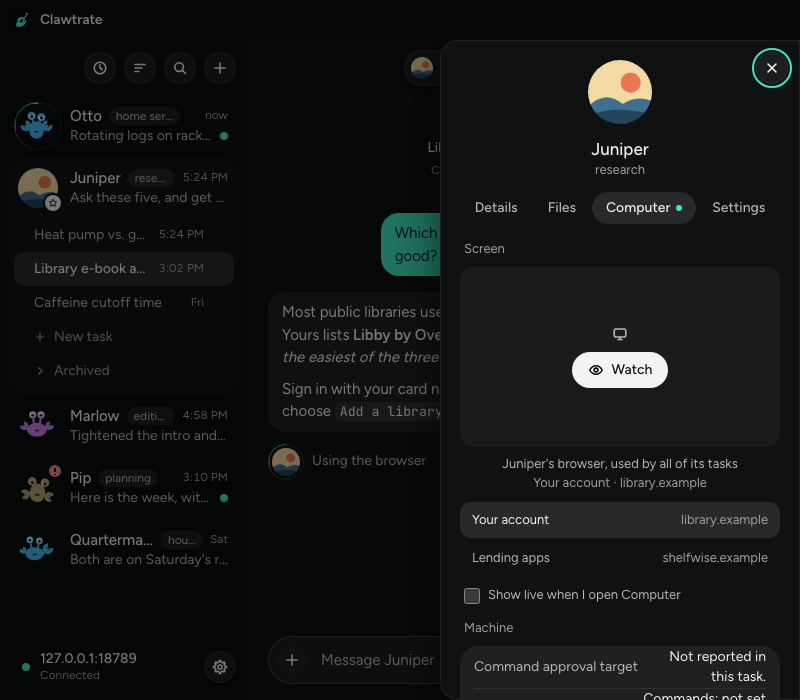 Clawtrate
Otto home ser... now
Rotating logs on rack...
Juniper rese... 5:24 PM
Ask these five, and get ...
Heat pump vs. g... 5:24 PM
Library e-book a... 3:02 PM
Caffeine cutoff time Fri
+ New task
> Archived
Marlow editi... 4:58 PM
Tightened the intro and...
Pip planning 3:10 PM
Here is the week, wit...
Quarterma... hou... Sat
Both are on Saturday's r...
127.0.0.1:18789
Connected
Which
good?
Most public libraries use
Yours lists Libby by Ove
the easiest of the three
Sign in with your card n
choose Add a library
Using the browser
Message Juniper
Juniper
research
Details Files Computer Settings
Screen
Watch
Juniper's browser, used by all of its tasks
Your account · library.example
Your account library.example
Lending apps shelfwise.example
Show live when I open Computer
Machine
Command approval target Not reported in
this task.
Commands: not set